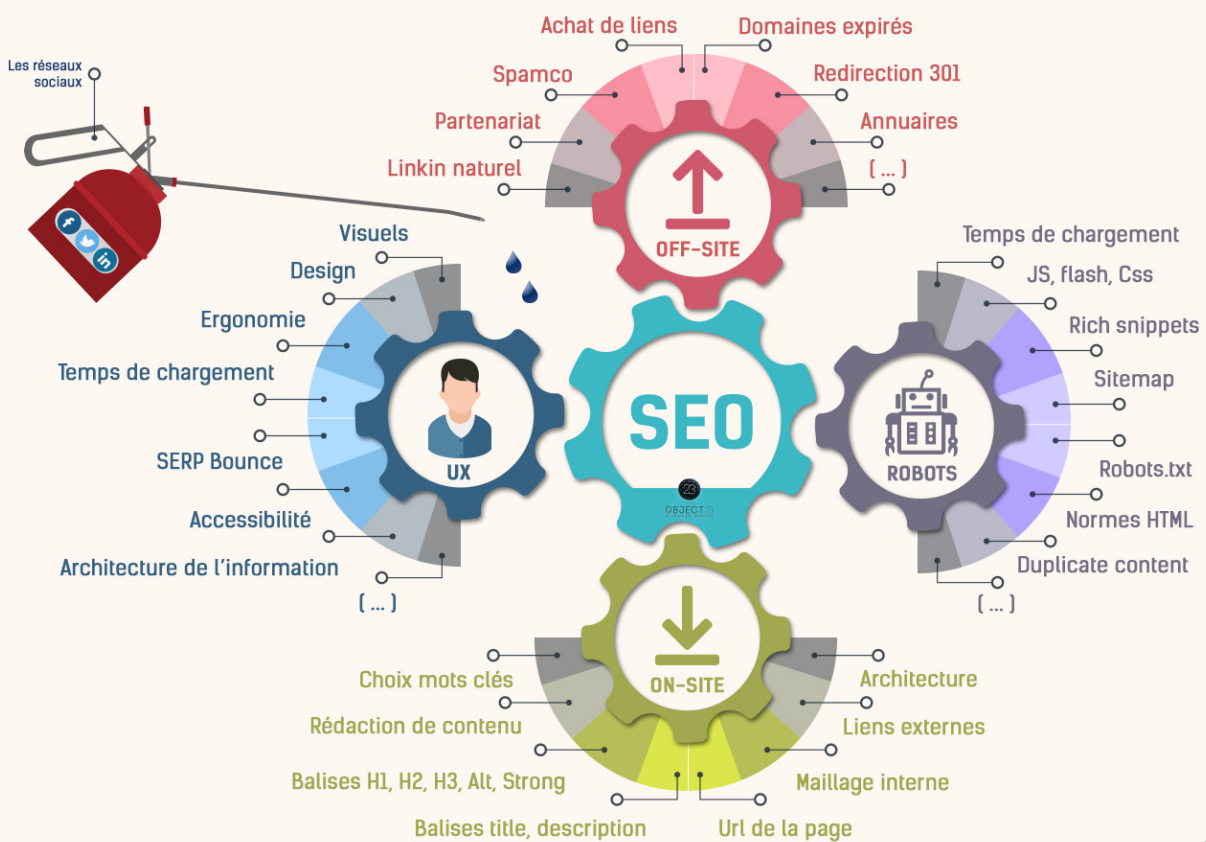 Les réseaux
sociaux
Achat de liens
Domaines expirés
Spamco
Redirection 301
Partenariat
Annuaires
Linkin naturel
( ... )
OFF-SITE
Visuels
Design
Ergonomie
Temps de chargement
SERP Bounce
Accessibilité
Architecture de l'information
( ... )
UX
SEO
OBJECT 23
Temps de chargement
JS, flash, Css
Rich snippets
Sitemap
Robots.txt
Normes HTML
Duplicate content
( ... )
ROBOTS
ON-SITE
Choix mots clés
Rédaction de contenu
Balises H1, H2, H3, Alt, Strong
Balises title, description
Url de la page
Maillage interne
Liens externes
Architecture